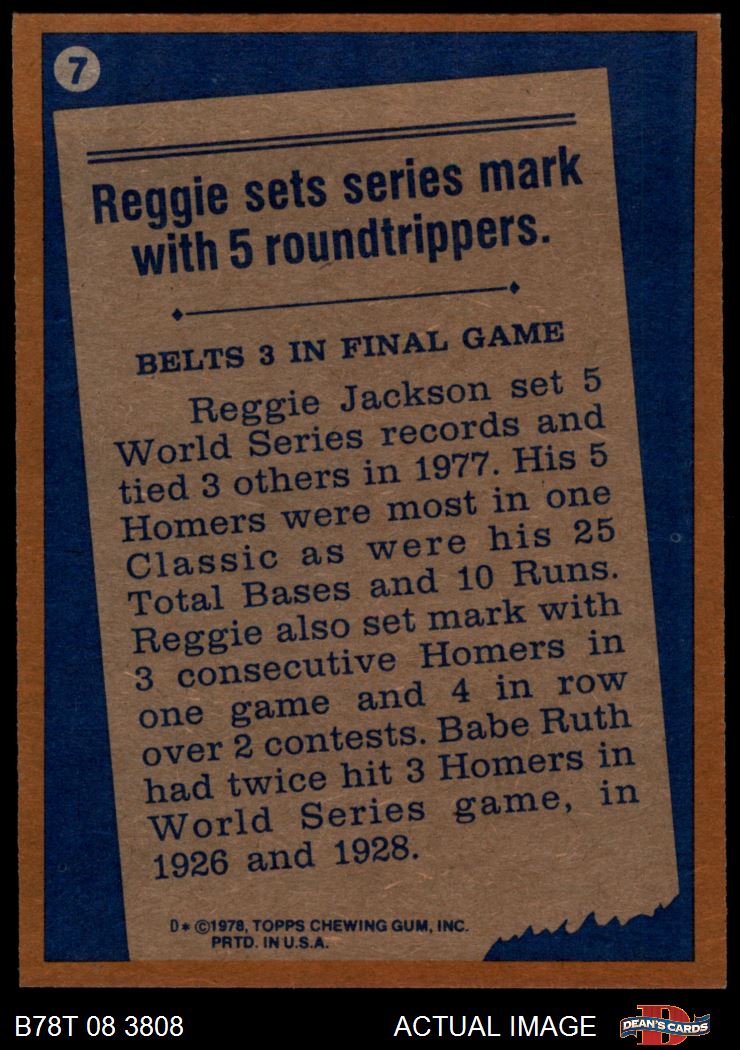 7
Reggie sets series mark
with 5 roundtrippers.
BELTS 3 IN FINAL GAME
Reggie Jackson set 5
World Series records and
tied 3 others in 1977. His 5
Homers were most in one
Classic as were his 25
Total Bases and 10 Runs.
Reggie also set mark with
3 consecutive Homers in
one game and 4 in row
over 2 contests. Babe Ruth
had twice hit 3 Homers in
World Series game, in
1926 and 1928.
D* ©1978, TOPPS CHEWING GUM, INC.
PRTD. IN U.S.A.
B78T 08 3808 ACTUAL IMAGE D DEAN'S CARDS